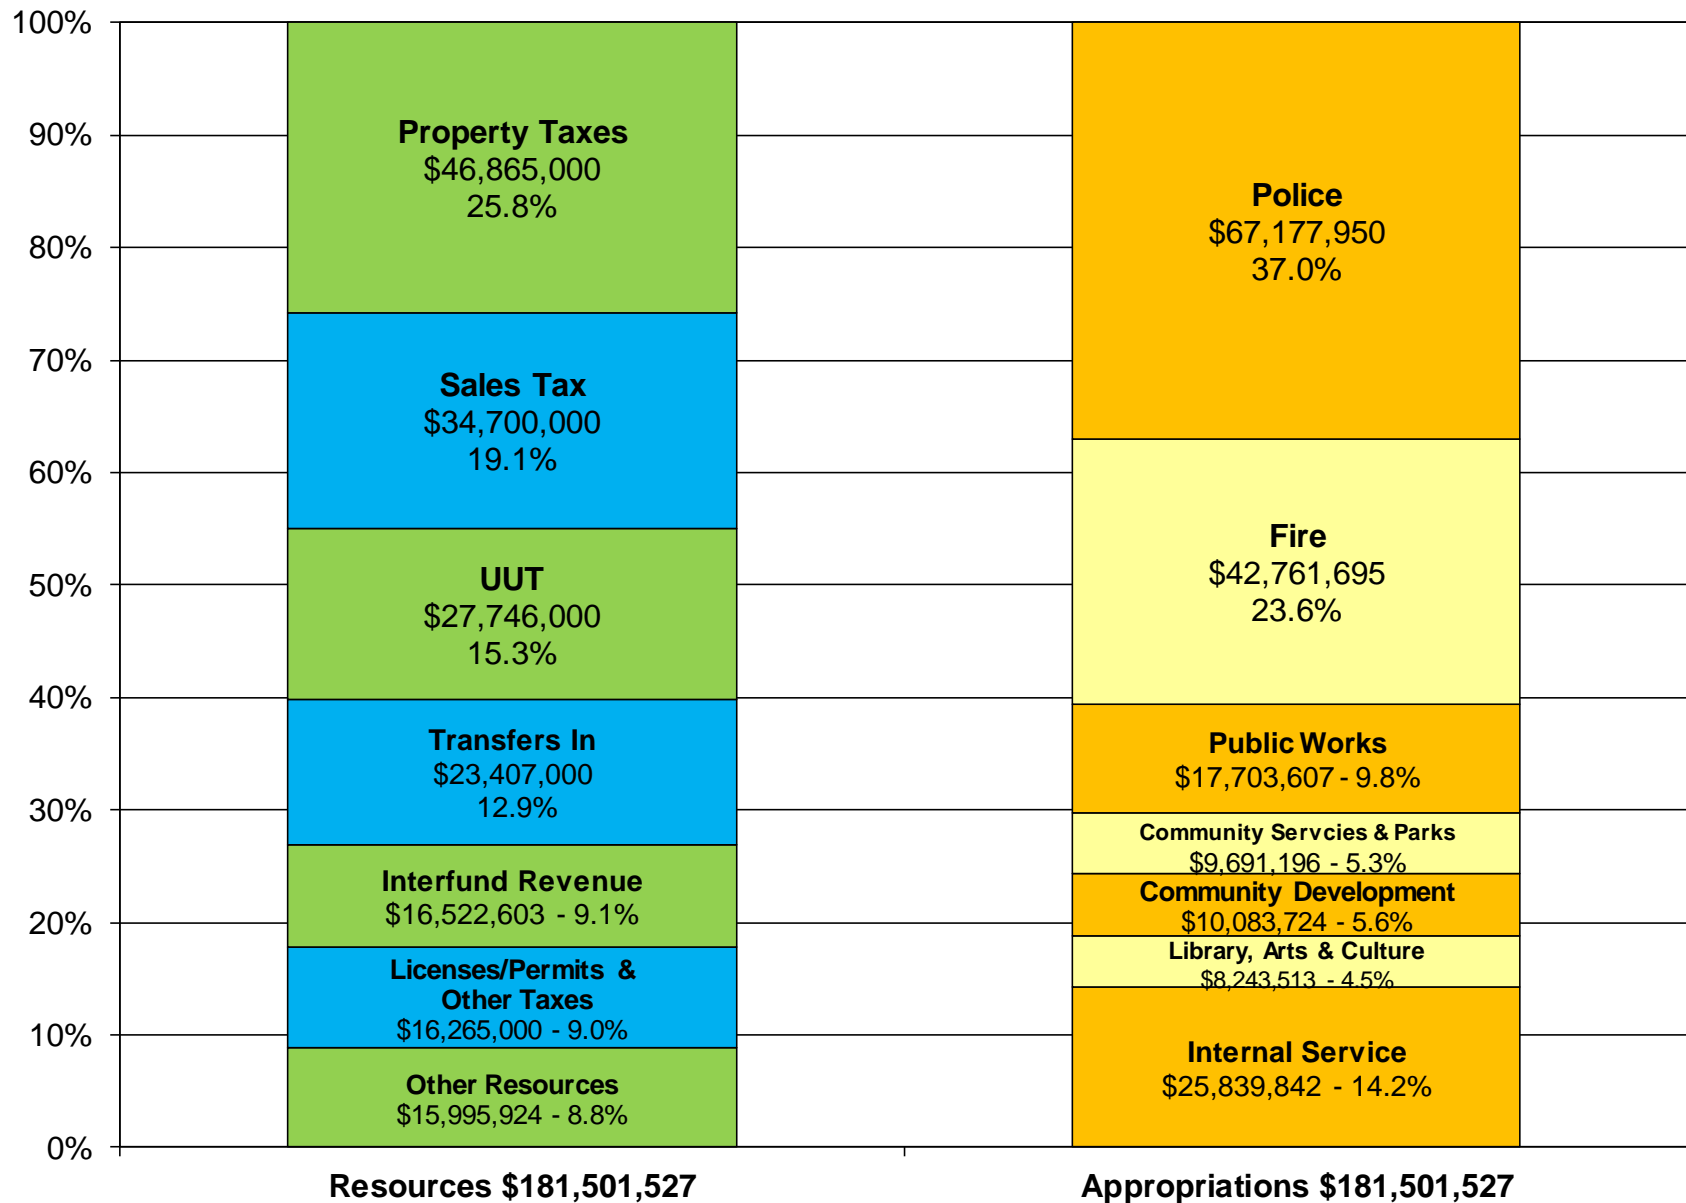 100%
90%
80%
70%
60%
50%
40%
30%
20%
10%
0%
Property Taxes
$46,865,000
25.8%
Sales Tax
$34,700,000
19.1%
UUT
$27,746,000
15.3%
Transfers In
$23,407,000
12.9%
Interfund Revenue
$16,522,603 - 9.1%
Licenses/Permits &
Other Taxes
$16,265,000 - 9.0%
Other Resources
$15,995,924 - 8.8%
Resources $181,501,527
Police
$67,177,950
37.0%
Fire
$42,761,695
23.6%
Public Works
$17,703,607 - 9.8%
Community Servcies & Parks
$9,691,196 - 5.3%
Community Development
$10,083,724 - 5.6%
Library, Arts & Culture
$8,243,513 - 4.5%
Internal Service
$25,839,842 - 14.2%
Appropriations $181,501,527